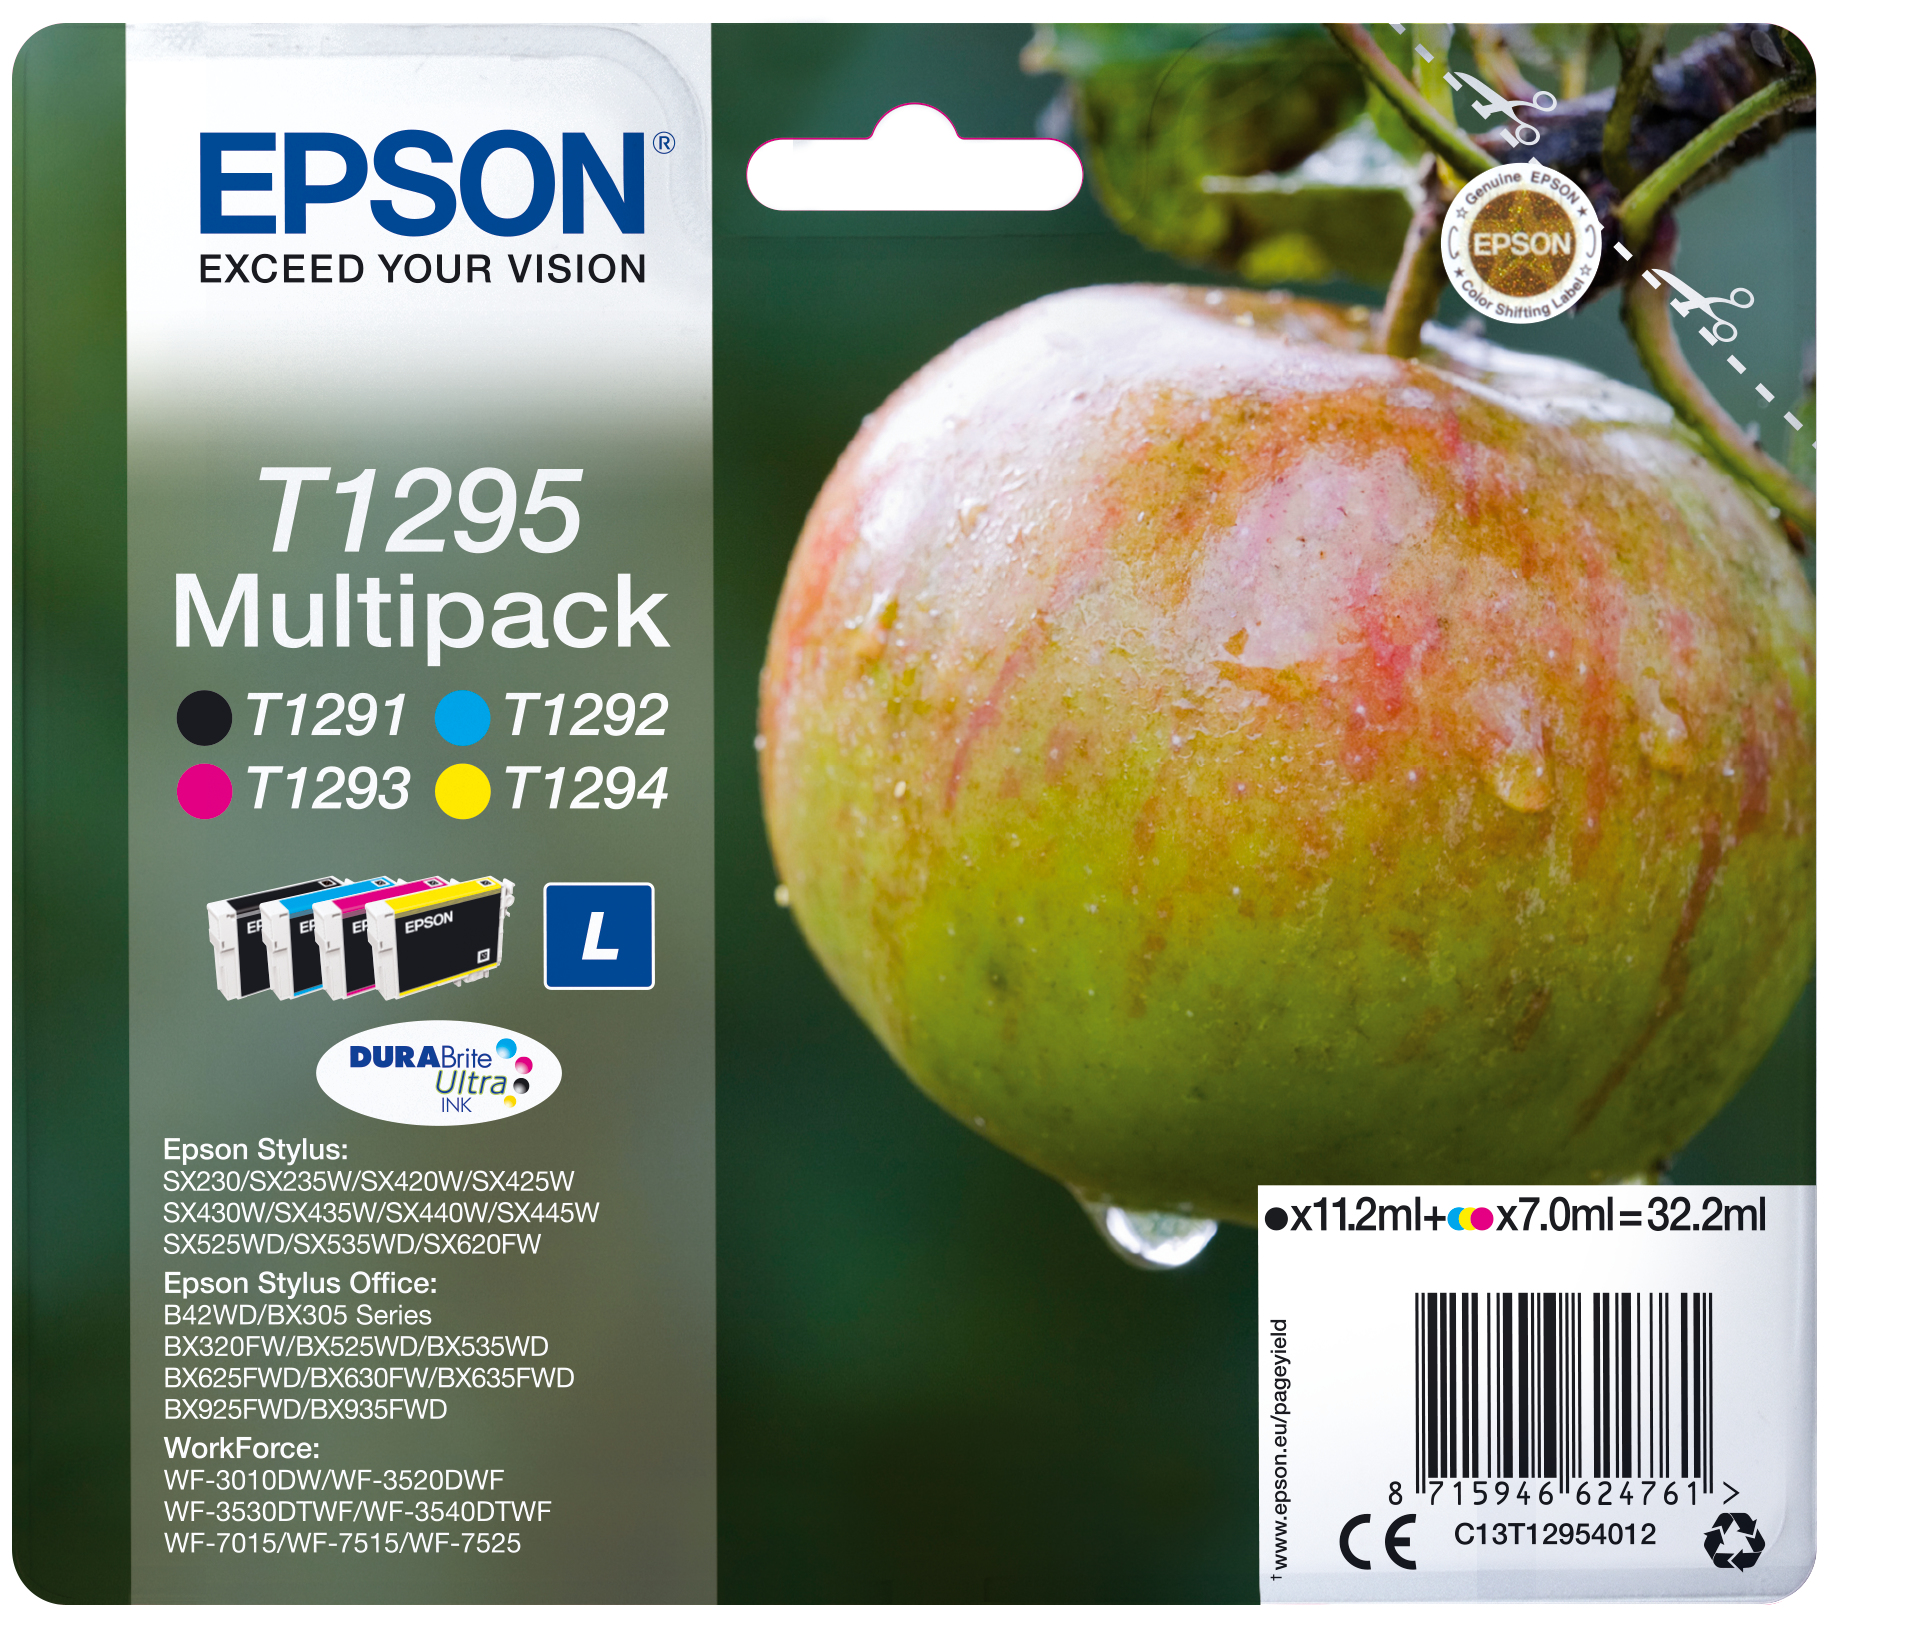 EPSON®
EXCEED YOUR VISION
Genuine EPSON
EPSON
Color Shifting Label
T1295
Multipack
T1291 T1292
T1293 T1294
EP EP EP EPSON
L
DURABrite
Ultra
INK
Epson Stylus:
SX230/SX235W/SX420W/SX425W
SX430W/SX435W/SX440W/SX445W
SX525WD/SX535WD/SX620FW
Epson Stylus Office:
B42WD/BX305 Series
BX320FW/BX525WD/BX535WD
BX625FWD/BX630FW/BX635FWD
BX925FWD/BX935FWD
WorkForce:
WF-3010DW/WF-3520DWF
WF-3530DTWF/WF-3540DTWF
WF-7015/WF-7515/WF-7525
x11.2ml+ x7.0ml=32.2ml
†www.epson.eu/pageyield
8 715946 624761 >
CE C13T12954012